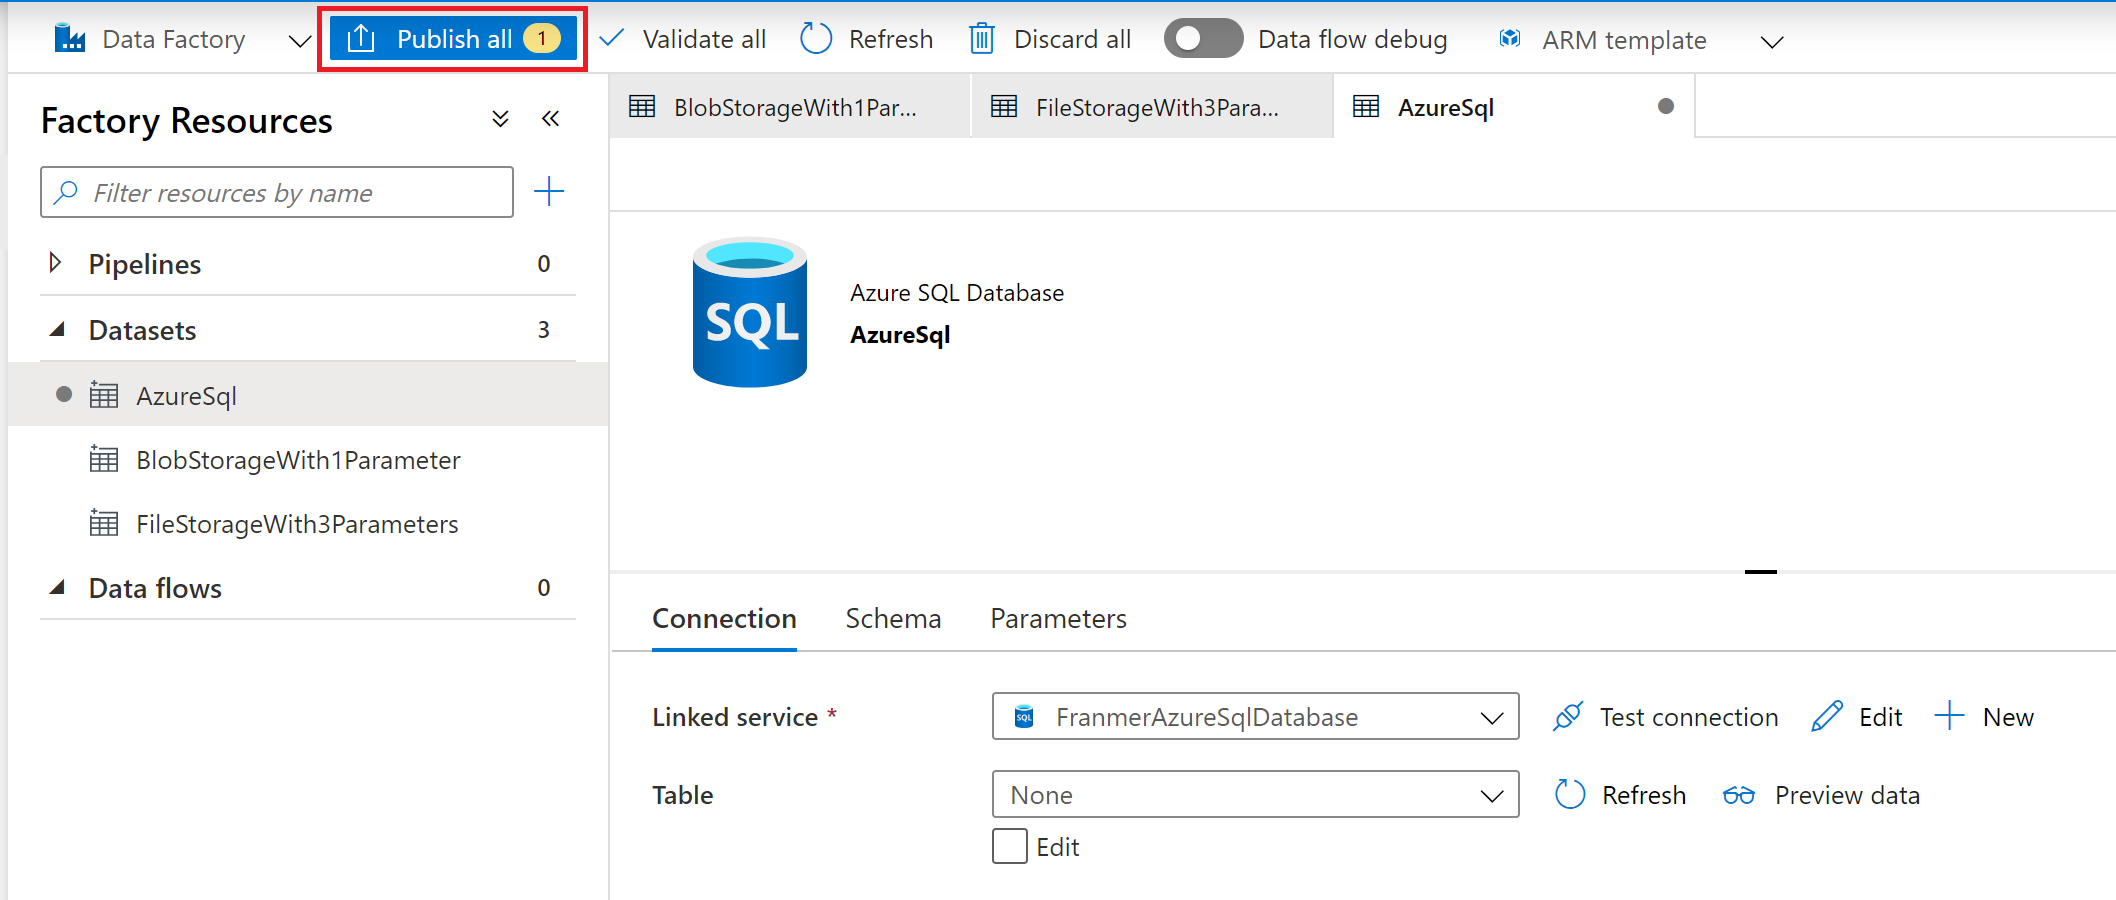 Data Factory Publish all 1 Validate all Refresh Discard all Data flow debug ARM template
BlobStorageWith1Par... FileStorageWith3Para... AzureSql
Factory Resources
Filter resources by name
Pipelines 0
Datasets 3
AzureSql
BlobStorageWith1Parameter
FileStorageWith3Parameters
Data flows 0
SQL
Azure SQL Database
AzureSql
Connection Schema Parameters
Linked service * SQL FranmerAzureSqlDatabase Test connection Edit New
Table None Refresh Preview data
Edit